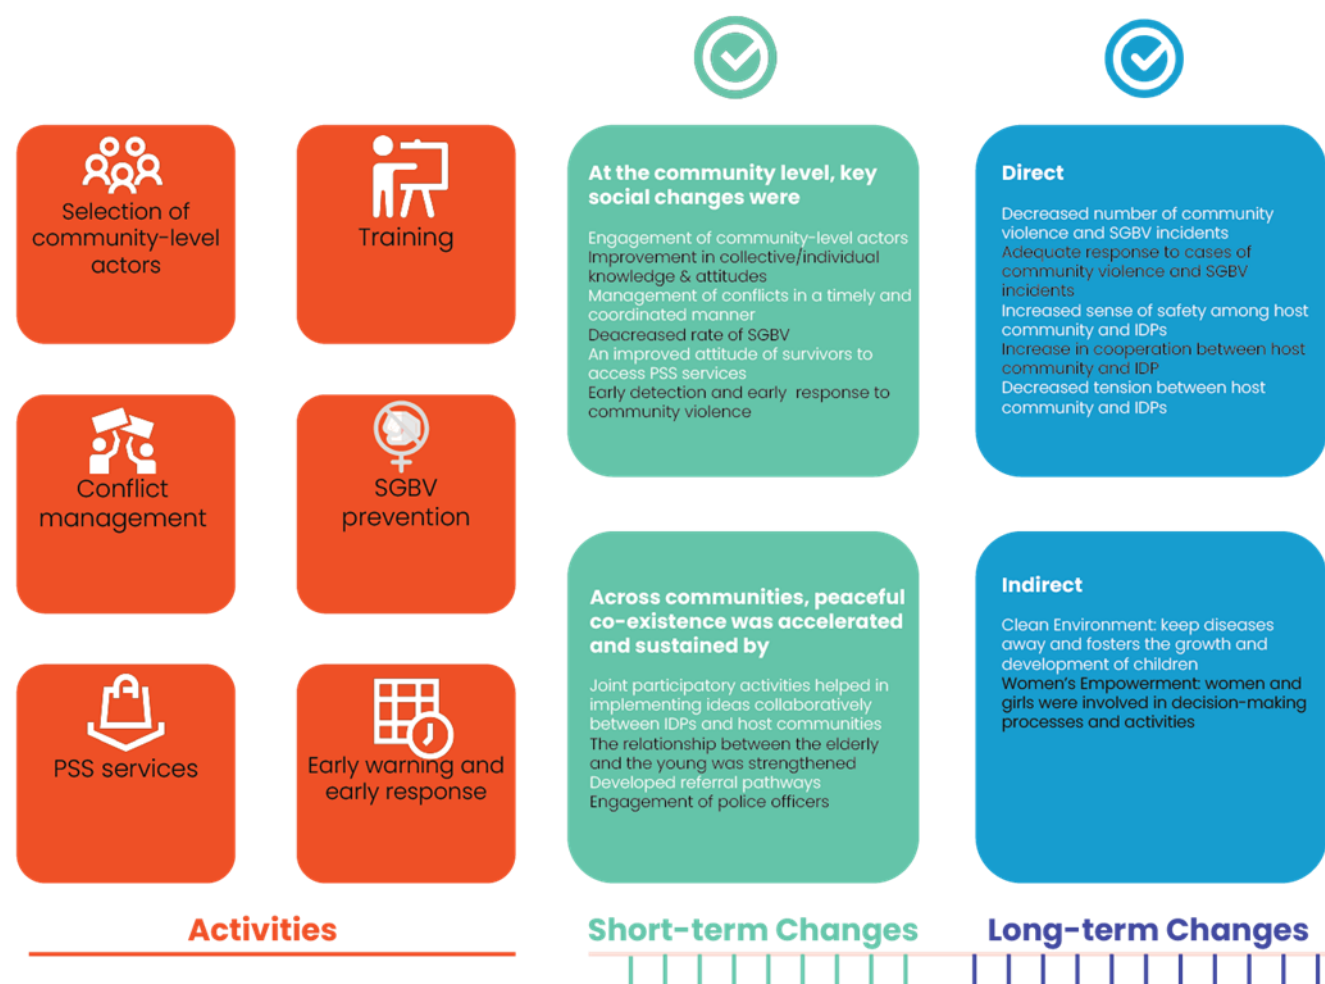 Selection of
community-level
actors
Training
Conflict
management
SGBV
prevention
PSS services
Early warning and
early response
Activities
At the community level, key
social changes were
Engagement of community-level actors
Improvement in collective/individual
knowledge & attitudes
Management of conflicts in a timely and
coordinated manner
Deacreased rate of SGBV
An improved attitude of survivors to
access PSS services
Early detection and early response to
community violence
Across communities, peaceful
co-existence was accelerated
and sustained by
Joint participatory activities helped in
implementing ideas collaboratively
between IDPs and host communities
The relationship between the elderly
and the young was strengthened
Developed referral pathways
Engagement of police officers
Short-term Changes
Direct
Decreased number of community
violence and SGBV incidents
Adequate response to cases of
community violence and SGBV
incidents
Increased sense of safety among host
community and IDPs
Increase in cooperation between host
community and IDP
Decreased tension between host
community and IDPs
Indirect
Clean Environment: keep diseases
away and fosters the growth and
development of children
Women's Empowerment: women and
girls were involved in decision-making
processes and activities
Long-term Changes